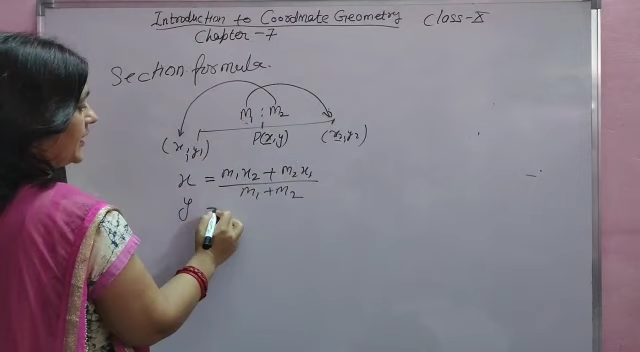 Introduction to Coordinate Geometry Class-X
Chapter-7
Section formula.
m₁ : m₂
(x₁,y₁) P(x,y) (x₂,y₂)
x = m₁x₂ + m₂x₁ / m₁ + m₂
y =